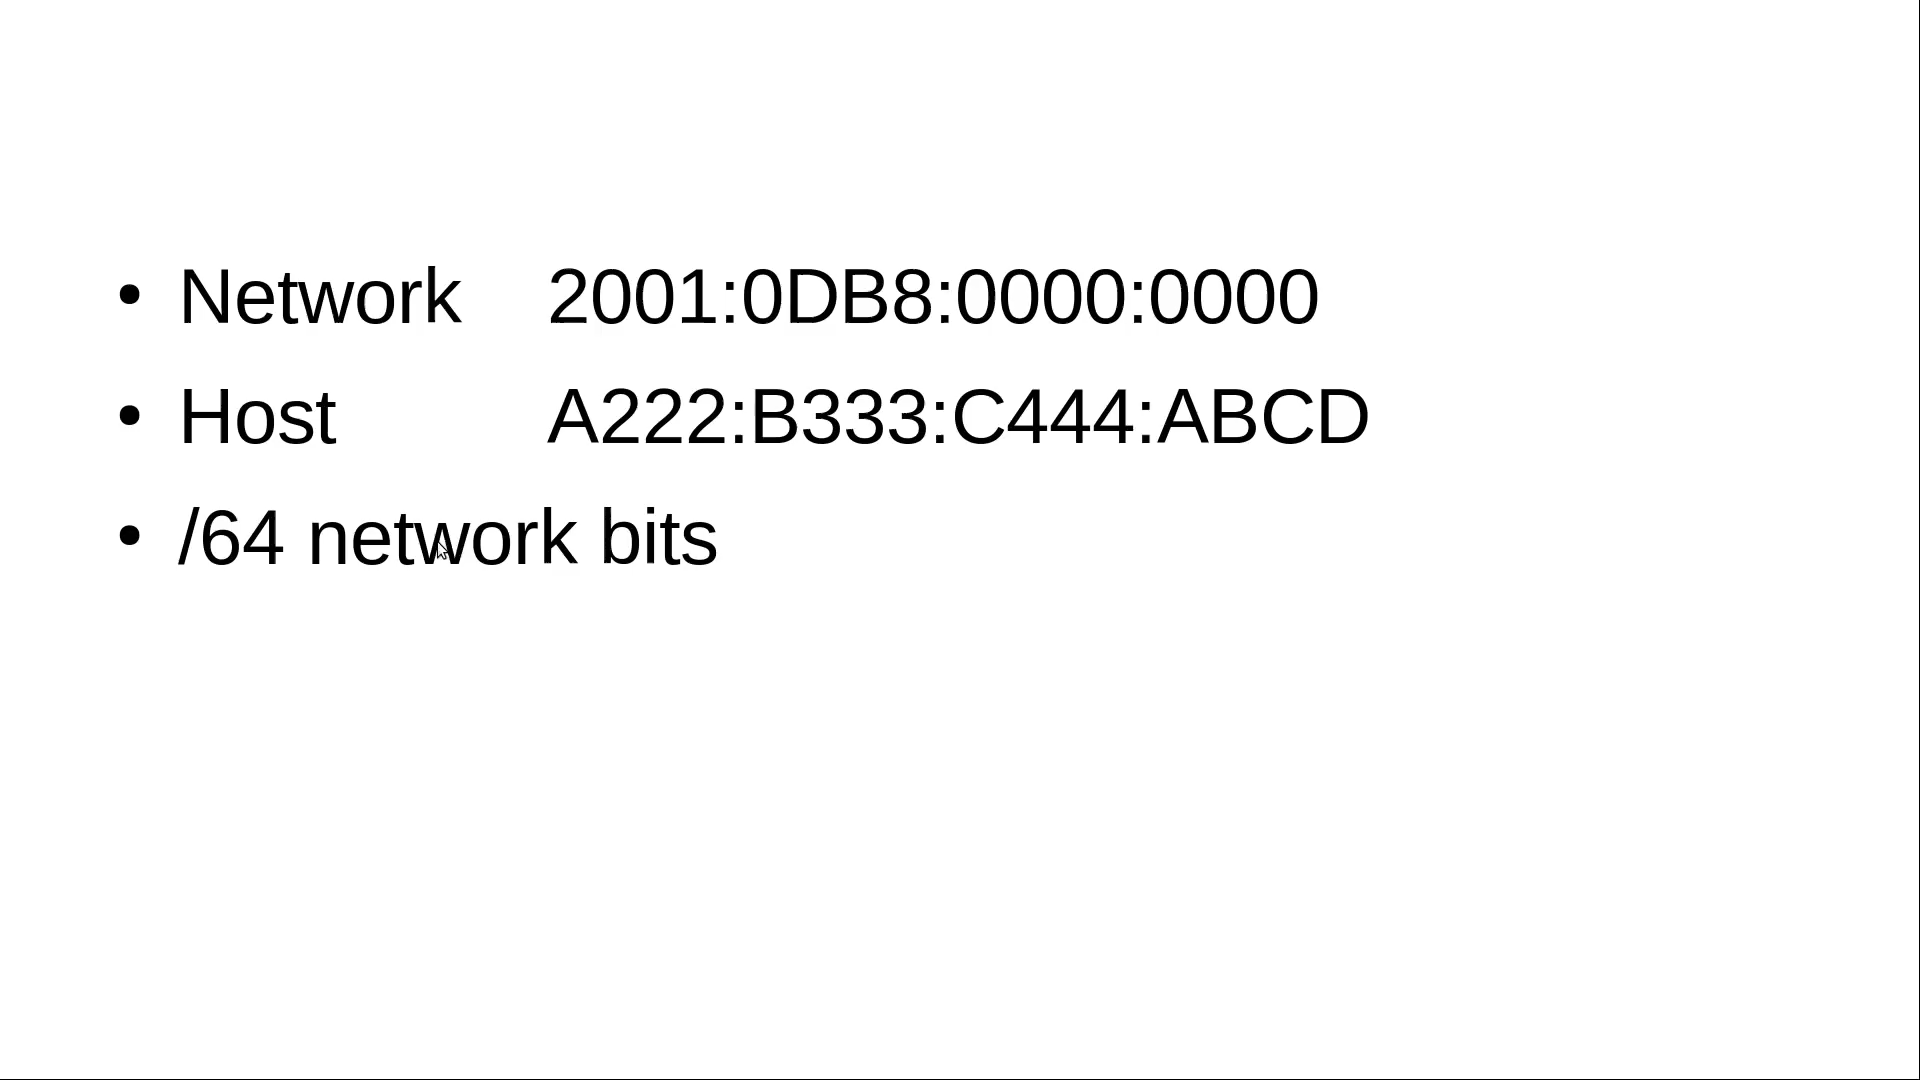 • Network 2001:0DB8:0000:0000
• Host A222:B333:C444:ABCD
• /64 network bits